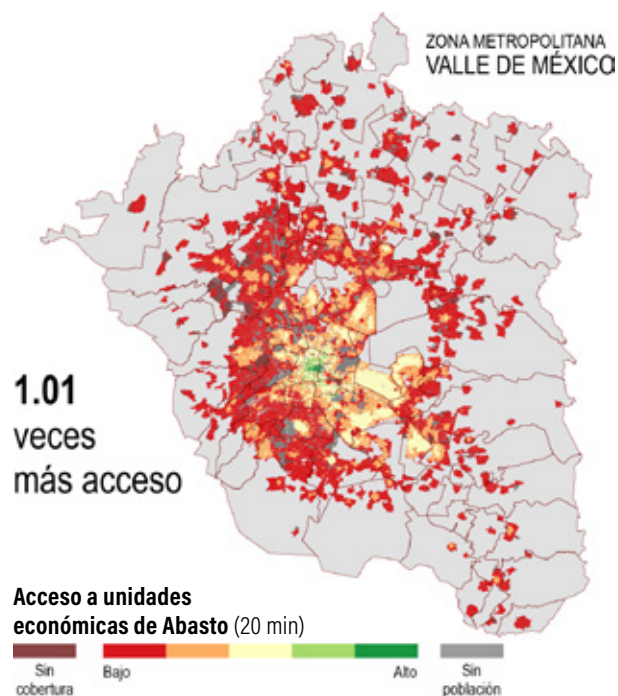 ZONA METROPOLITANA
VALLE DE MÉXICO
1.01
veces
más acceso
Acceso a unidades
económicas de Abasto (20 min)
Sin
cobertura
Bajo
Alto
Sin
población